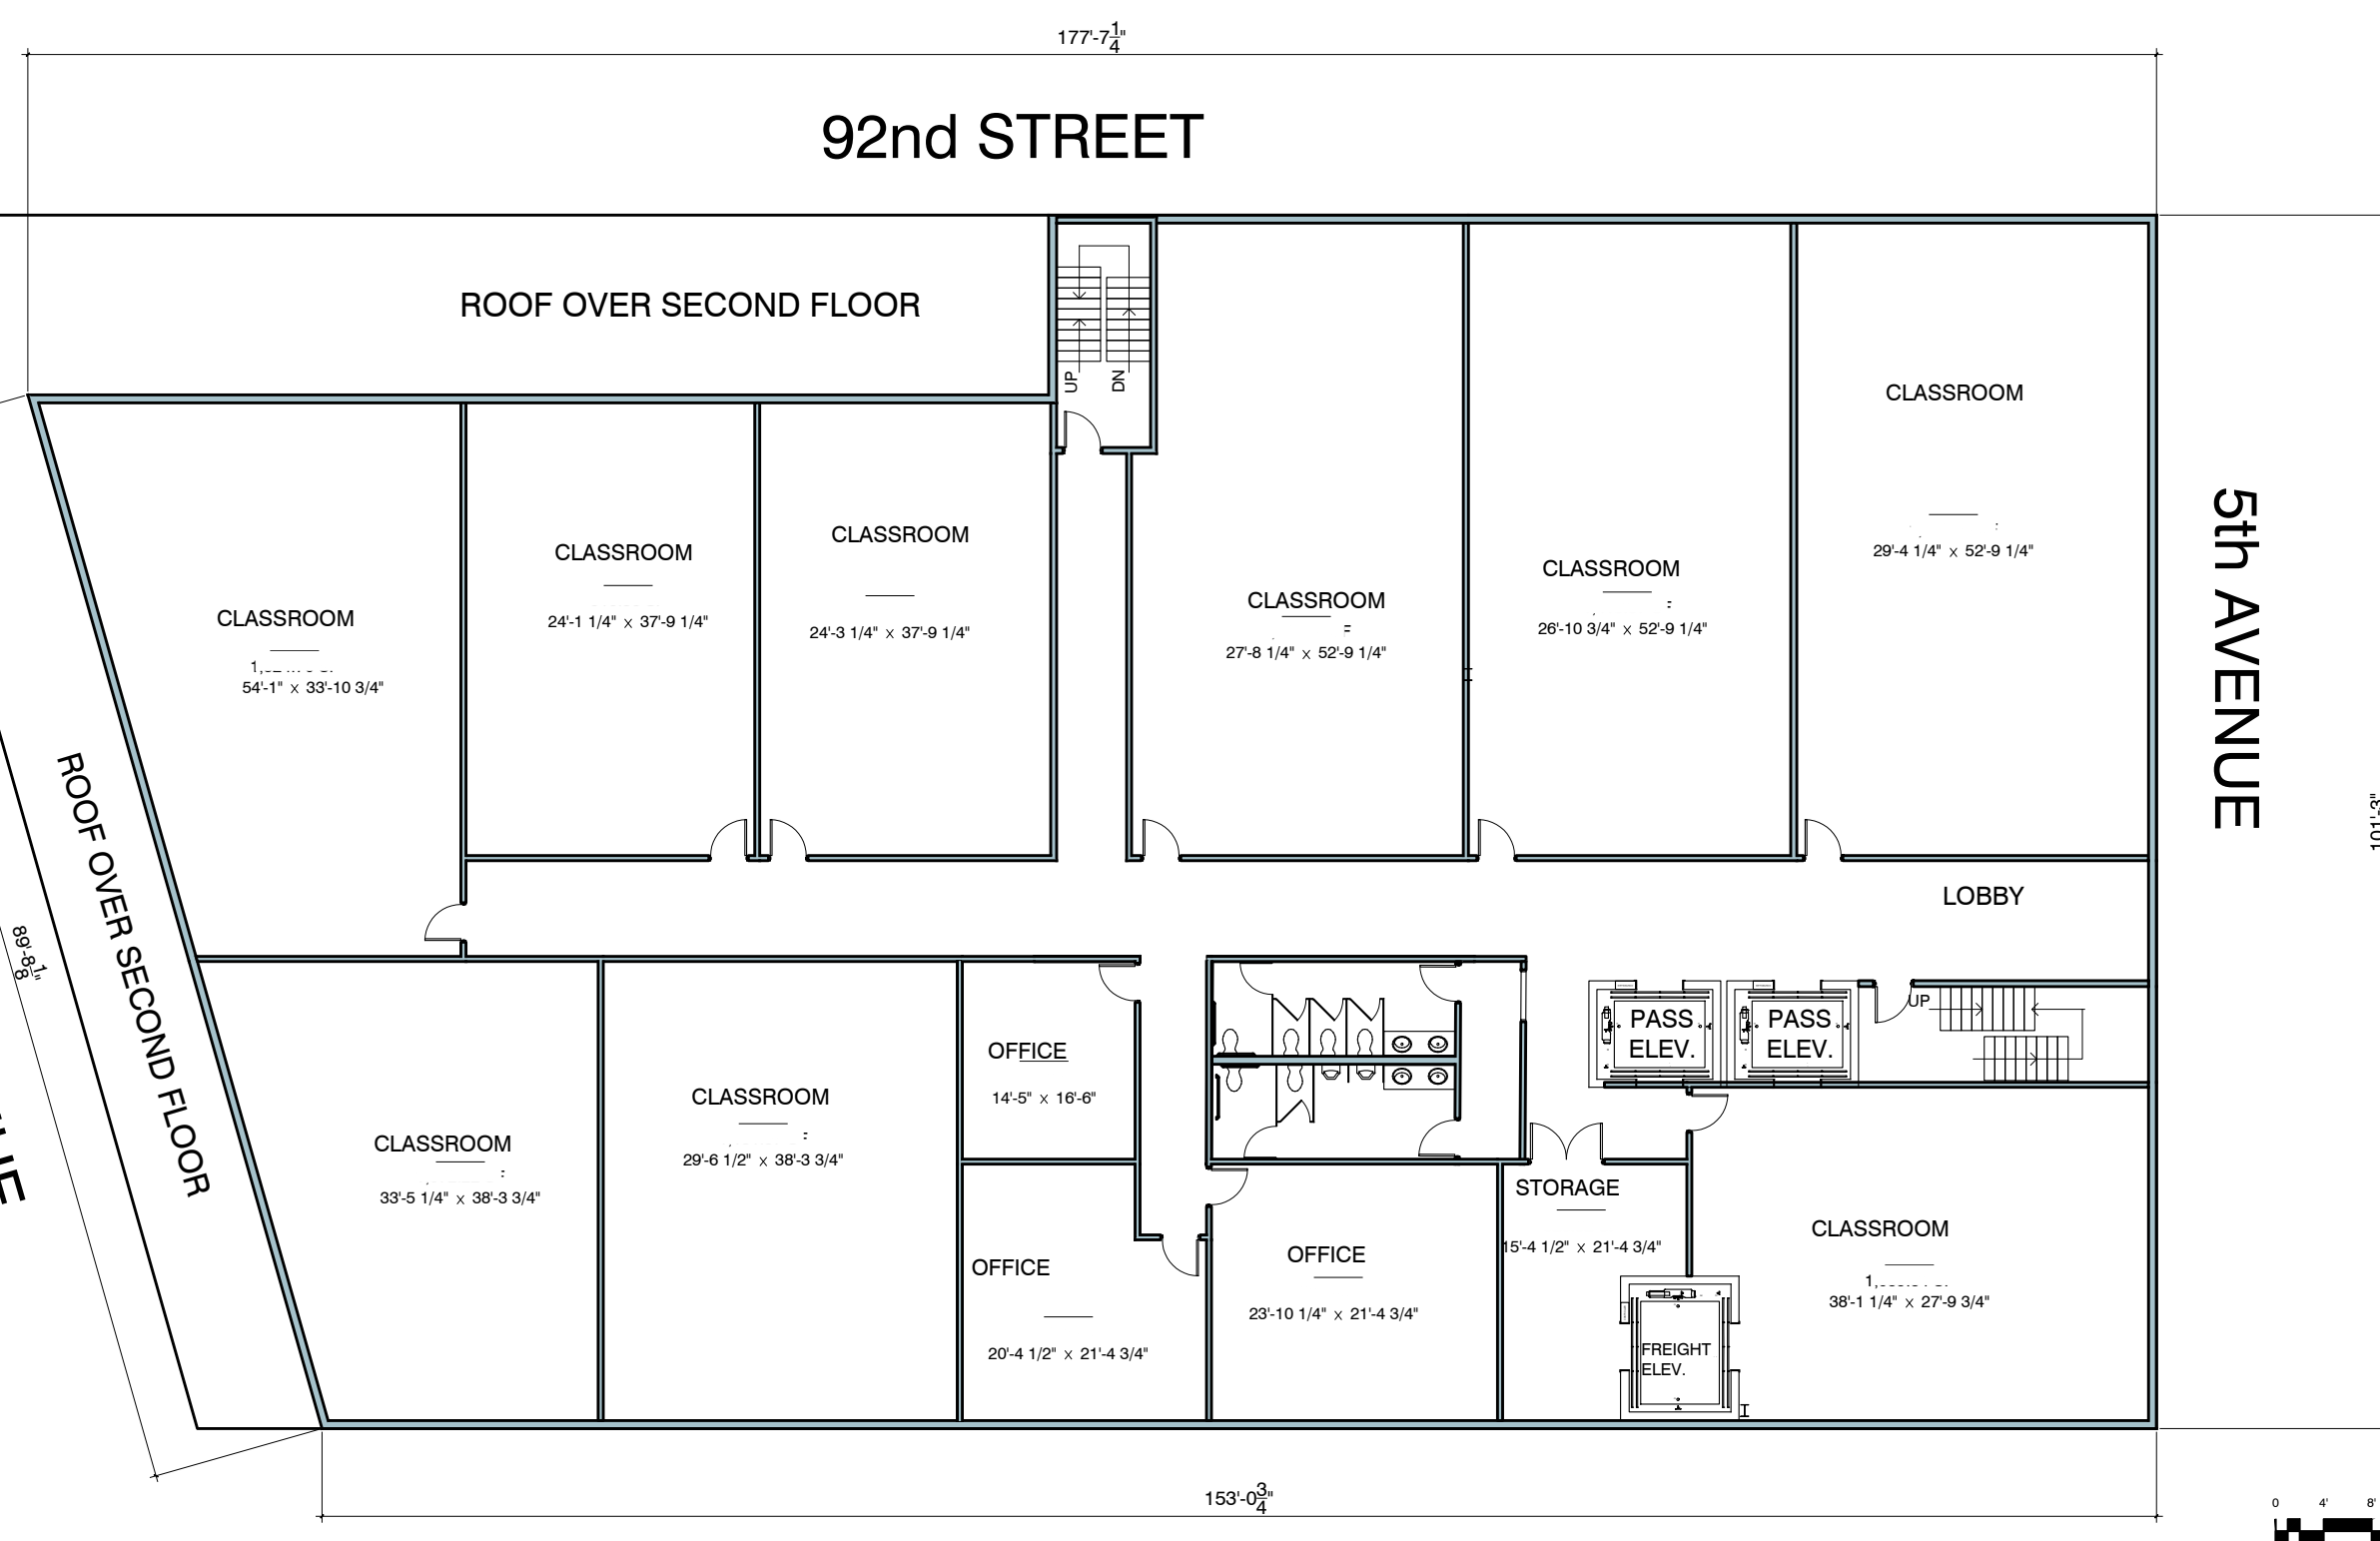 177'-7 1/4"
92nd STREET
ROOF OVER SECOND FLOOR
UP
DN
CLASSROOM
29'-4 1/4" x 52'-9 1/4"
5th AVENUE
CLASSROOM
24'-1 1/4" x 37'-9 1/4"
CLASSROOM
24'-3 1/4" x 37'-9 1/4"
CLASSROOM
26'-10 3/4" x 52'-9 1/4"
CLASSROOM
27'-8 1/4" x 52'-9 1/4"
CLASSROOM
54'-1" x 33'-10 3/4"
101'-3"
ROOF OVER SECOND FLOOR
89'-8 1/8"
LOBBY
UP
PASS
ELEV.
PASS
ELEV.
OFFICE
14'-5" x 16'-6"
CLASSROOM
29'-6 1/2" x 38'-3 3/4"
CLASSROOM
33'-5 1/4" x 38'-3 3/4"
STORAGE
15'-4 1/2" x 21'-4 3/4"
CLASSROOM
38'-1 1/4" x 27'-9 3/4"
OFFICE
23'-10 1/4" x 21'-4 3/4"
OFFICE
20'-4 1/2" x 21'-4 3/4"
FREIGHT
ELEV.
153'-0 3/4"
0 4' 8'